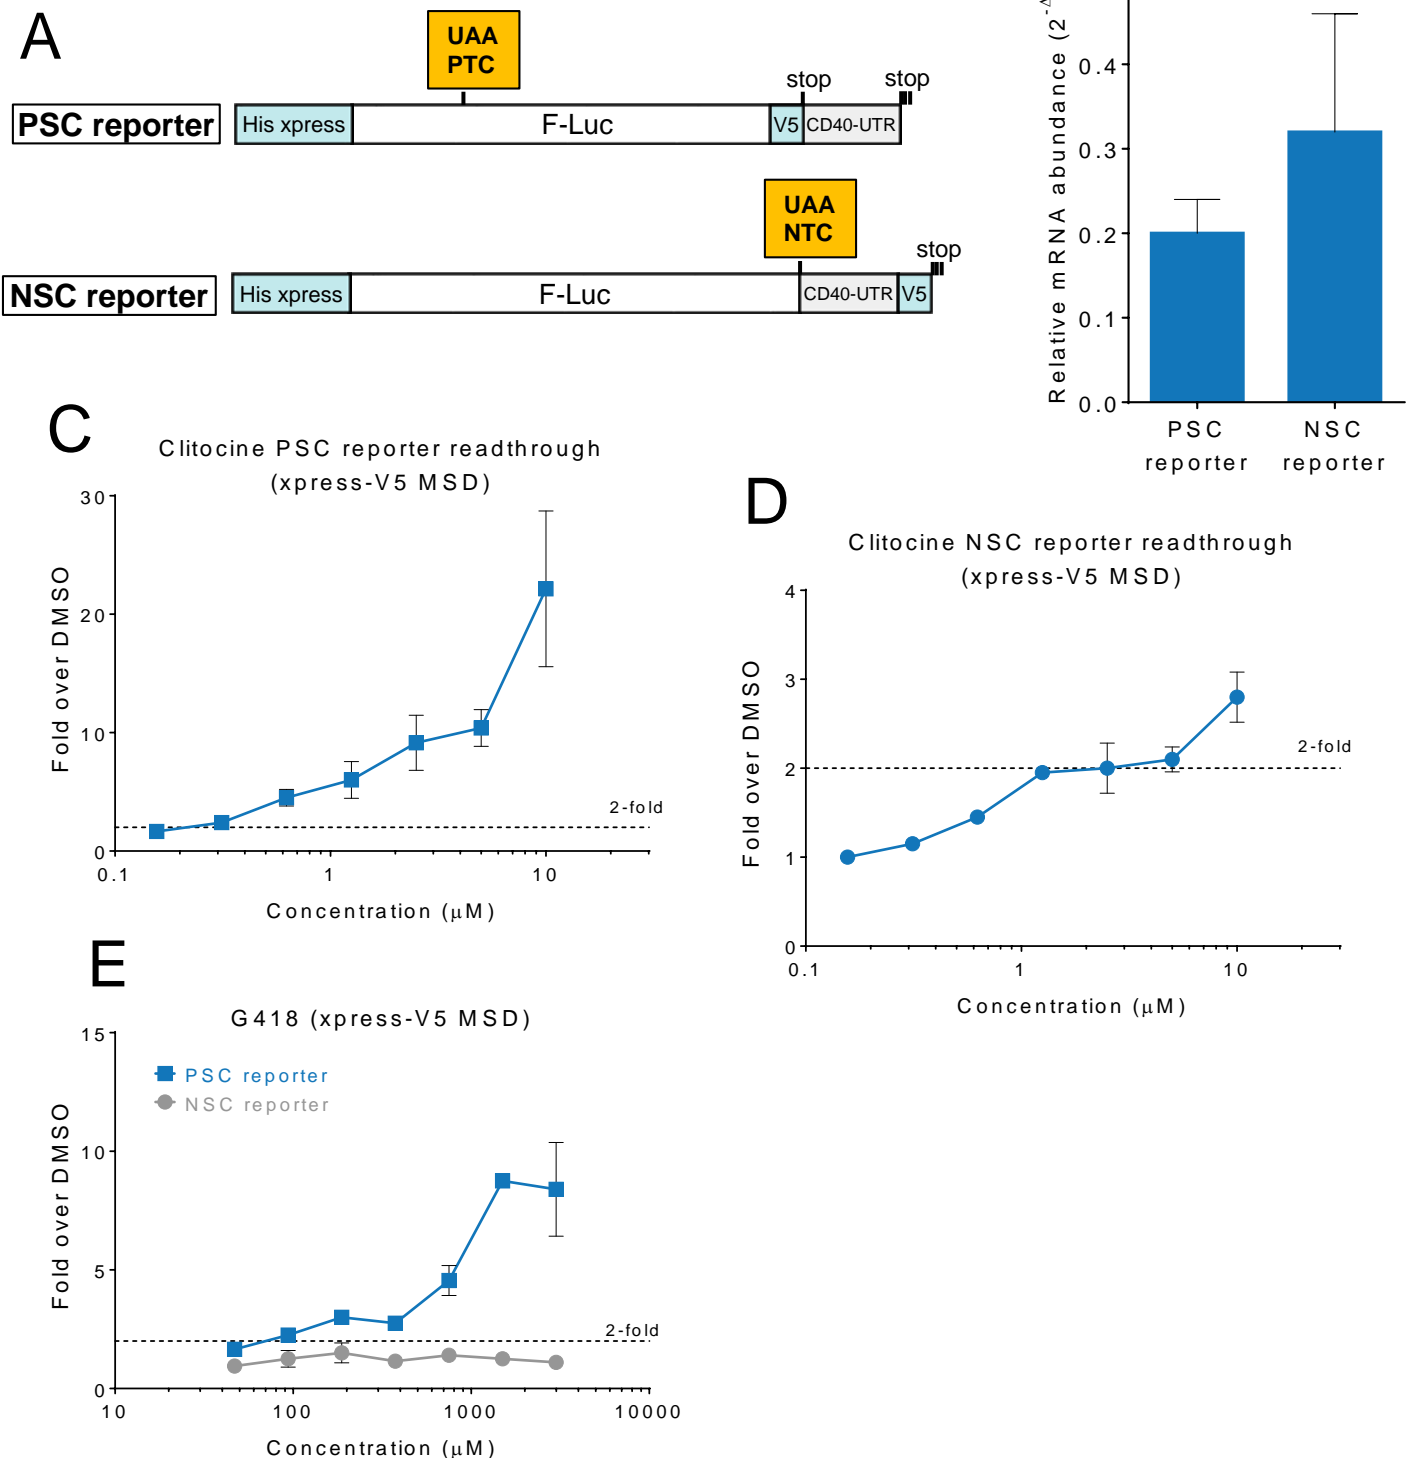 A
UAA
PTC
stop
stop
PSC reporter
His xpress
F-Luc
V5
CD40-UTR
UAA
NTC
stop
NSC reporter
His xpress
F-Luc
CD40-UTR
V5
Relative mRNA abundance (2
0.4
0.3
0.2
0.1
0.0
PSC
reporter
NSC
reporter
C
Clitocine PSC reporter readthrough
(xpress-V5 MSD)
Fold over DMSO
30
20
10
0
2-fold
0.1
1
10
Concentration (μM)
D
Clitocine NSC reporter readthrough
(xpress-V5 MSD)
Fold over DMSO
4
3
2
1
0
2-fold
0.1
1
10
Concentration (μM)
E
G418 (xpress-V5 MSD)
Fold over DMSO
15
10
5
0
PSC reporter
NSC reporter
2-fold
10
100
1000
10000
Concentration (μM)